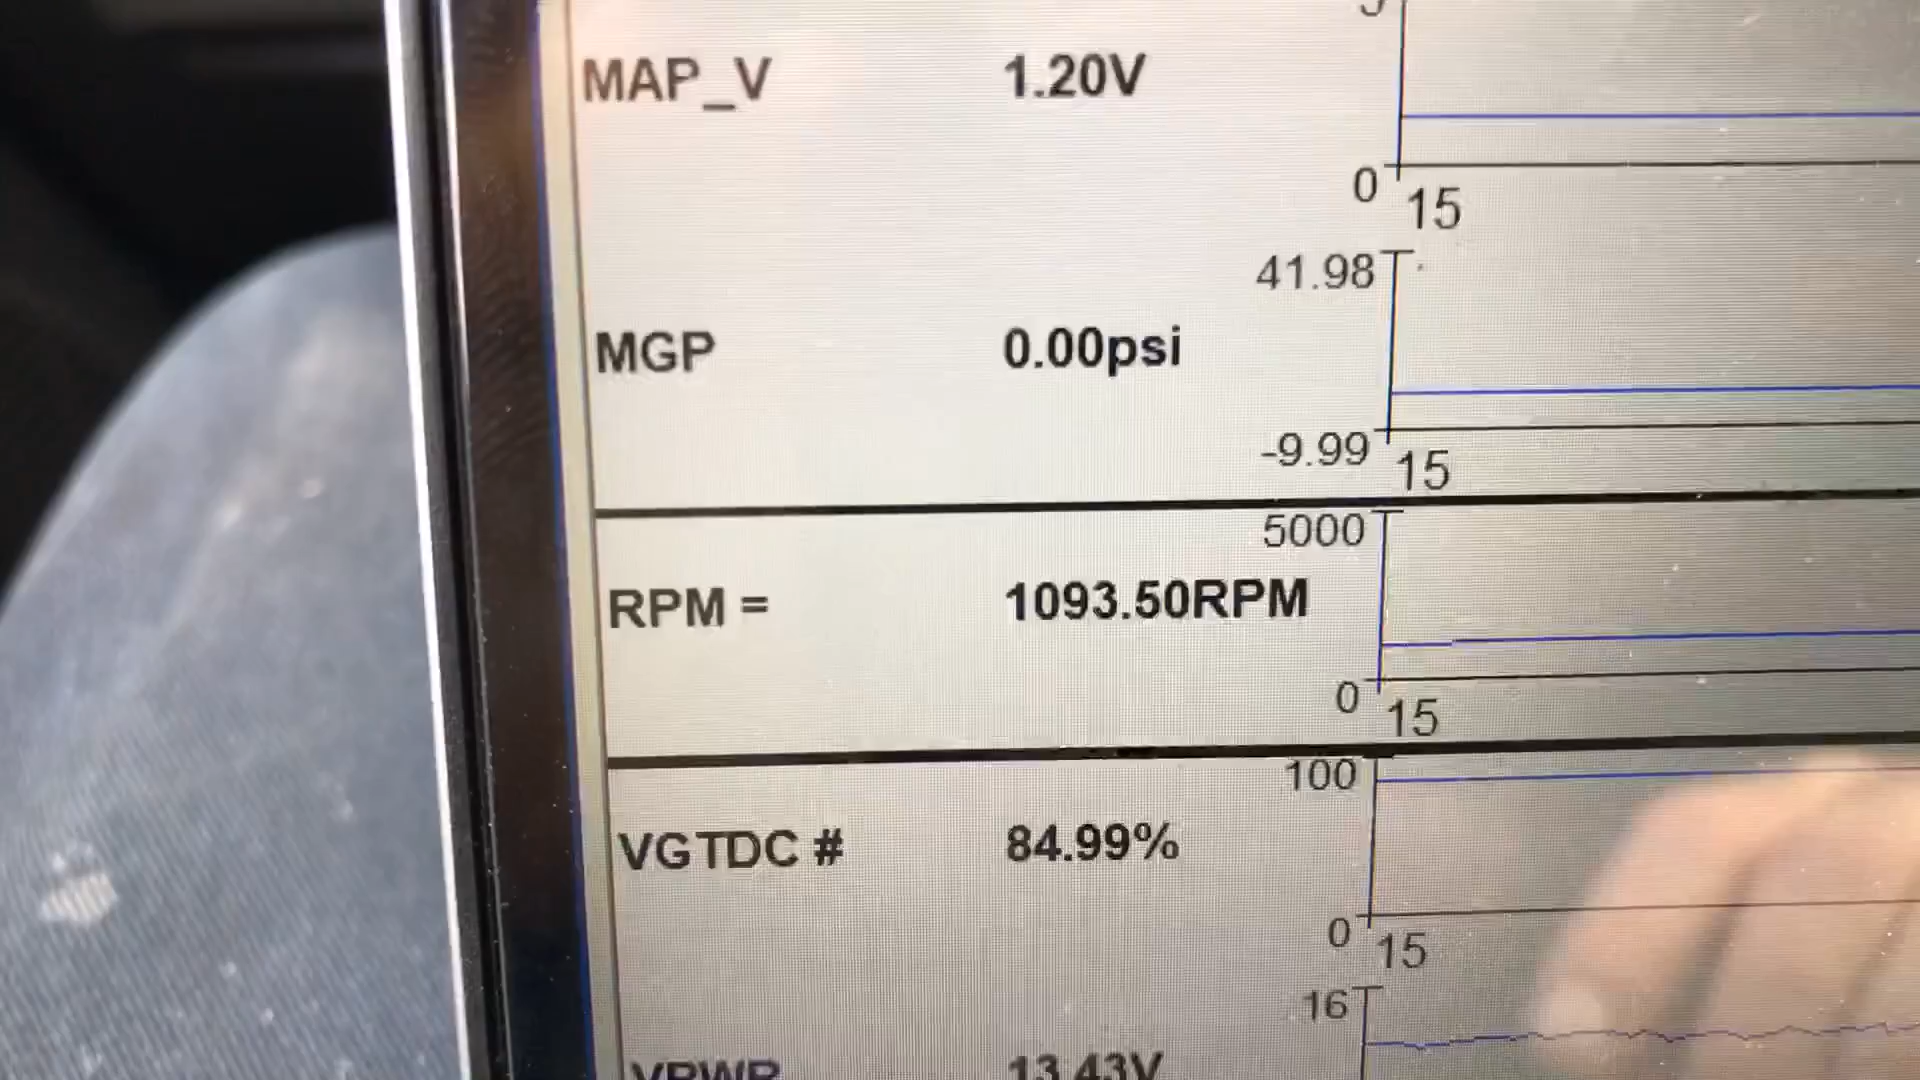 MAP_V 1.20V
0 15
41.98
MGP 0.00psi
-9.99 15
5000
RPM = 1093.50RPM
0 15
100
VGTDC # 84.99%
0 15
16
VPWR 13.43V